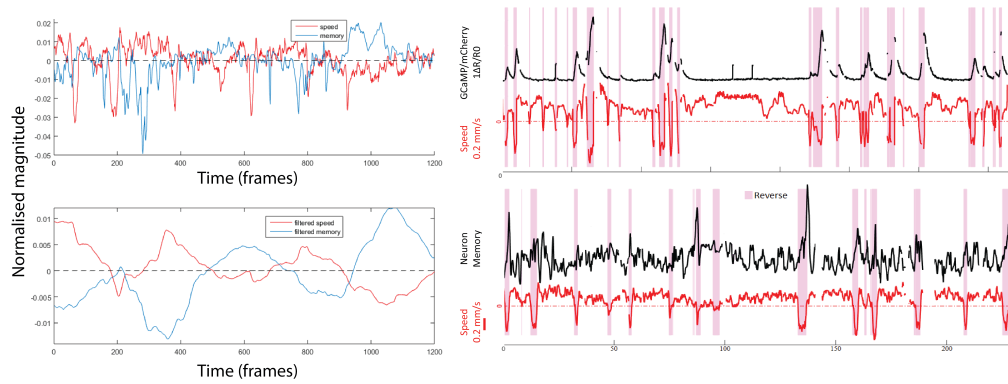 Normalised magnitude
0.02
0.01
0
-0.01
-0.02
-0.03
-0.04
-0.05
speed
memory
0 200 400 600 800 1000 1200
Time (frames)
0.01
0.005
0
-0.005
-0.01
filtered speed
filtered memory
0 200 400 600 800 1000 1200
Time (frames)
GCaMP/mCherry
1ΔR/R0
Speed
0.2 mm/s
0
0
Neuron
Memory
Reverse
Speed
0.2 mm/s
0
0 50 100 150 200